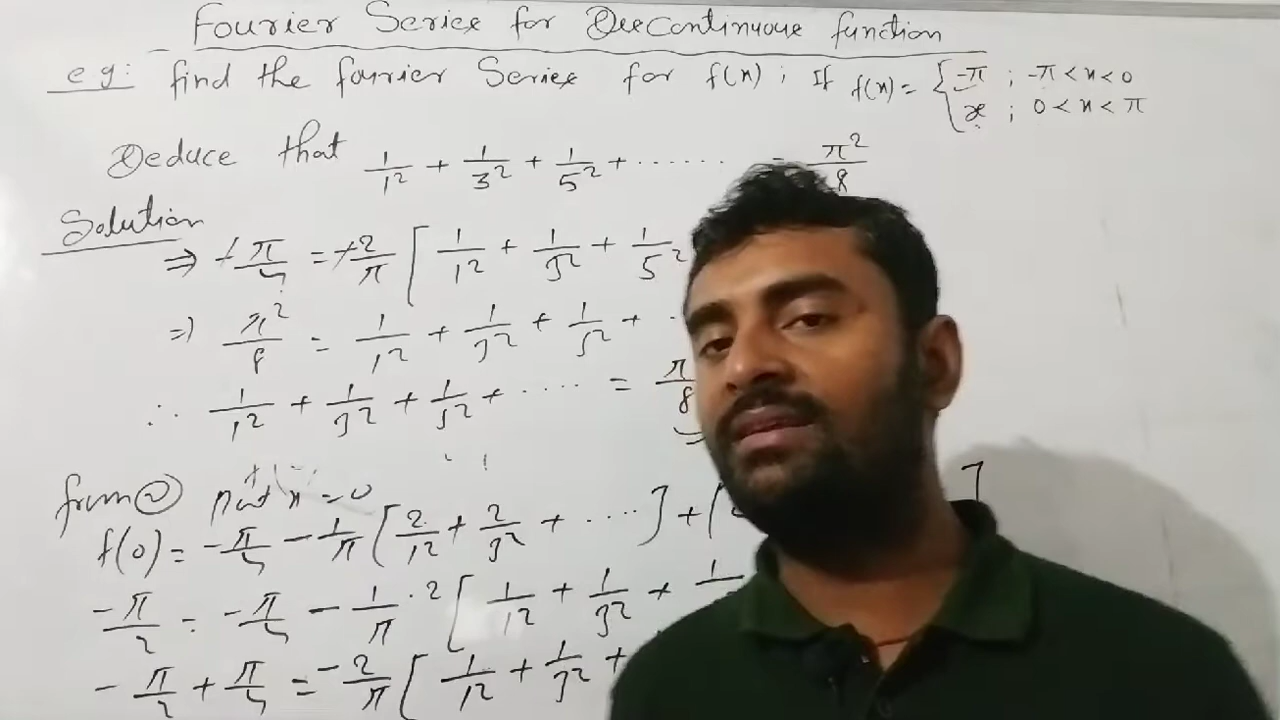 Fourier Series for Discontinuous function
eg: find the fourier Series for f(x) ; If f(x) = { -π ; -π < x < 0
x ; 0 < x < π
Deduce that 1/1² + 1/3² + 1/5² + ...... = π²/8
Solution
⇒ -π/4 = -2/π [ 1/1² + 1/3² + 1/5²
⇒ π²/8 = 1/1² + 1/3² + 1/5² + .
∴ 1/1² + 1/3² + 1/5² + .... = π/8
from ② put x = 0
f(0) = -π/4 - 1/π [ 2/1² + 2/3² + .... ] + [ ]
-π/2 = -π/4 - 1/π · 2 [ 1/1² + 1/3² + 1/
-π/2 + π/4 = -2/π [ 1/1² + 1/3² +